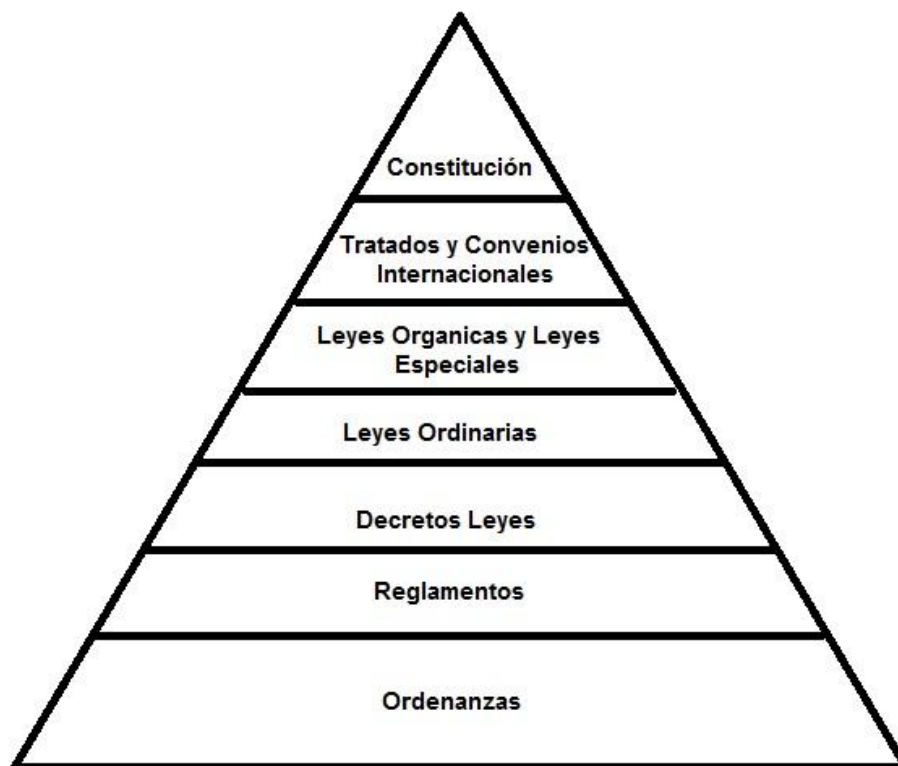 Constitución
Tratados y Convenios
Internacionales
Leyes Organicas y Leyes
Especiales
Leyes Ordinarias
Decretos Leyes
Reglamentos
Ordenanzas